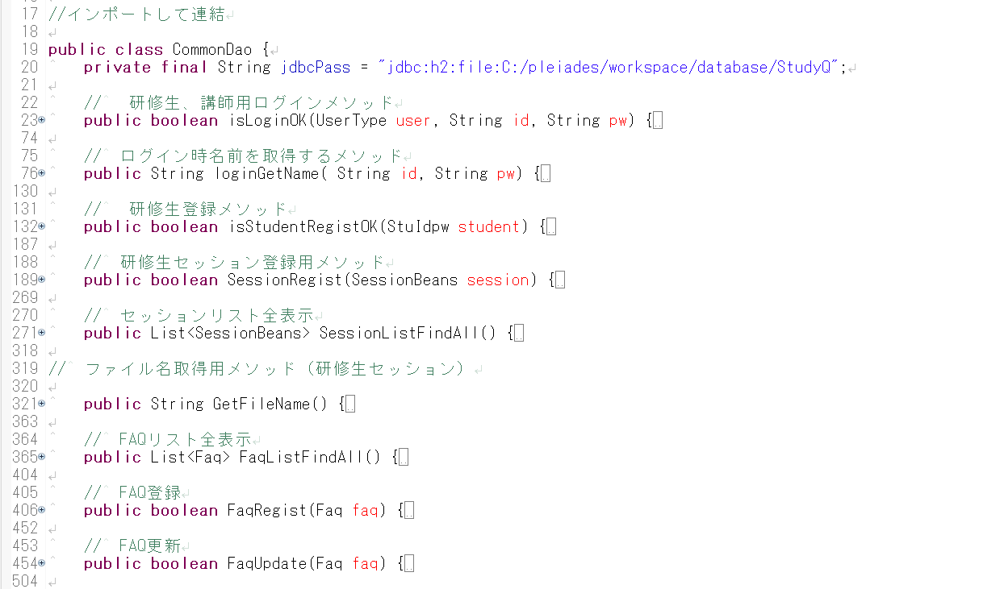 17 //インポートして連結
18
19 public class CommonDao {
20 private final String jdbcPass = "jdbc:h2:file:C:/pleiades/workspace/database/StudyQ";
21
22 // 研修生、講師用ログインメソッド
23 public boolean isLoginOK(UserType user, String id, String pw) {
74
75 // ログイン時名前を取得するメソッド
76 public String loginGetName( String id, String pw) {
130
131 // 研修生登録メソッド
132 public boolean isStudentRegistOK(StuIdpw student) {
187
188 // 研修生セッション登録用メソッド
189 public boolean SessionRegist(SessionBeans session) {
269
270 // セッションリスト全表示
271 public List<SessionBeans> SessionListFindAll() {
318
319 // ファイル名取得用メソッド（研修生セッション）
320
321 public String GetFileName() {
363
364 // FAQリスト全表示
365 public List<Faq> FaqListFindAll() {
404
405 // FAQ登録
406 public boolean FaqRegist(Faq faq) {
452
453 // FAQ更新
454 public boolean FaqUpdate(Faq faq) {
504